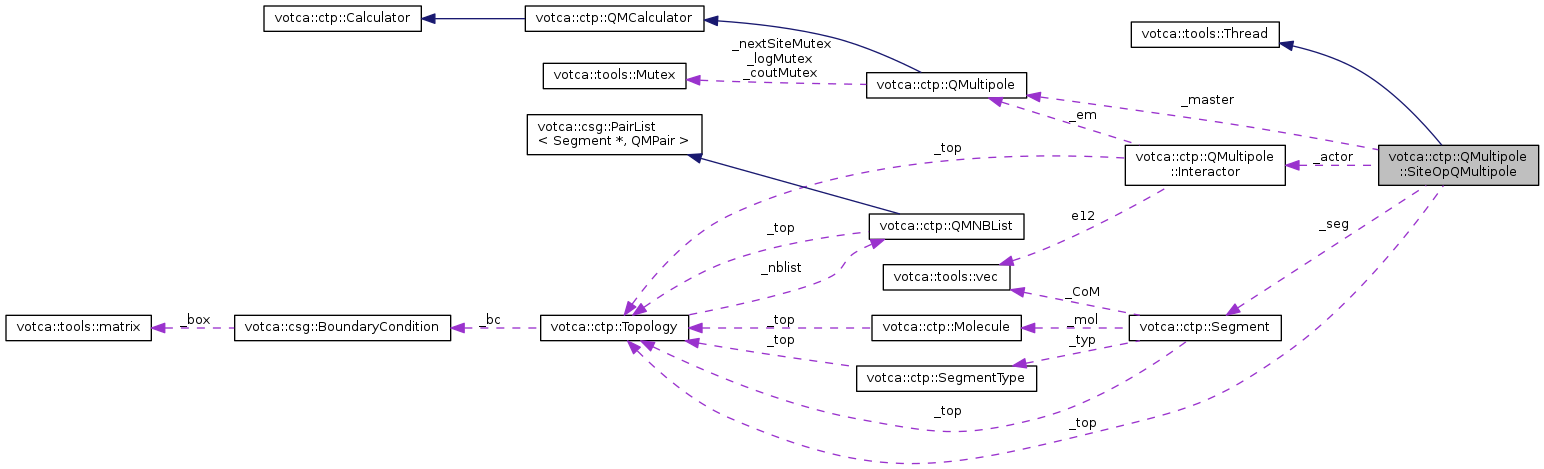 votca::ctp::Calculator
votca::ctp::QMCalculator
votca::tools::Thread
_nextSiteMutex
_logMutex
_coutMutex
votca::tools::Mutex
votca::ctp::QMultipole
_master
_em
votca::csg::PairList
< Segment *, QMPair >
_top
votca::ctp::QMultipole
::Interactor
_actor
votca::ctp::QMultipole
::SiteOpQMultipole
e12
_seg
_top
votca::ctp::QMNBList
_nblist
votca::tools::vec
_CoM
votca::tools::matrix
_box
votca::csg::BoundaryCondition
_bc
votca::ctp::Topology
_top
votca::ctp::Molecule
_mol
votca::ctp::Segment
_top
_typ
votca::ctp::SegmentType
_top
_top